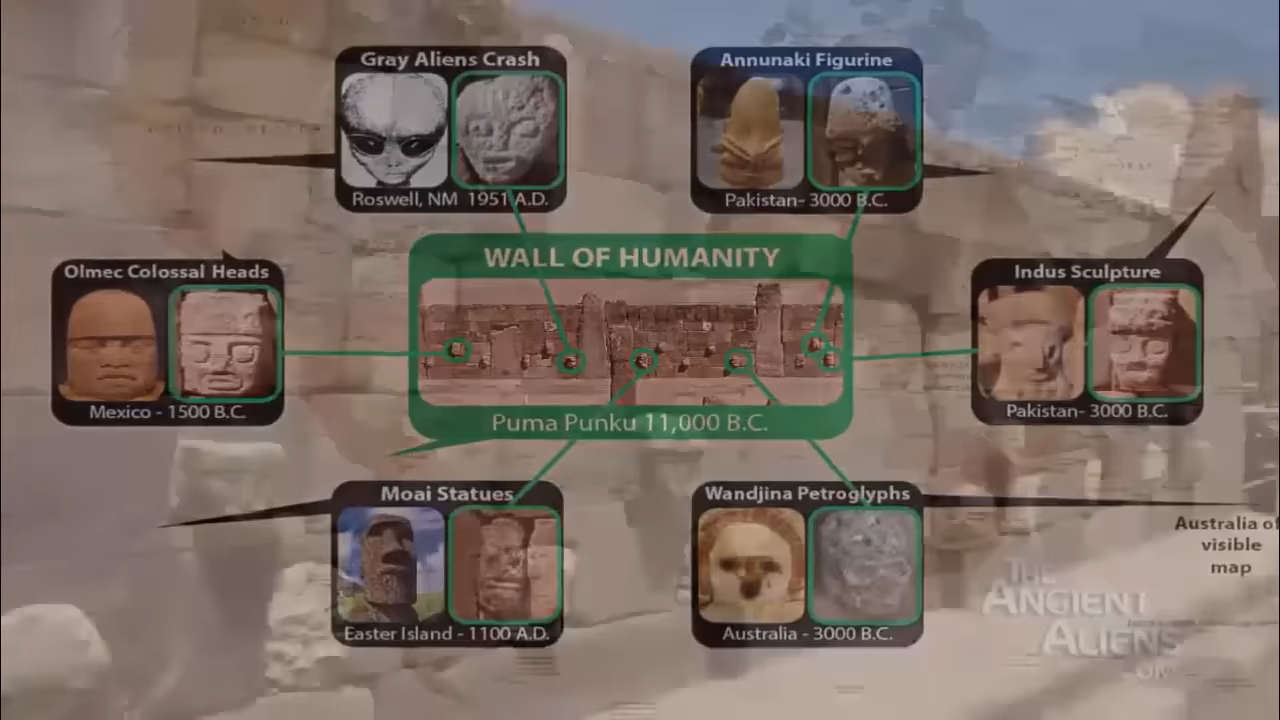 Gray Aliens Crash
Roswell, NM 1951 A.D.
Annunaki Figurine
Pakistan- 3000 B.C.
Olmec Colossal Heads
Mexico - 1500 B.C.
WALL OF HUMANITY
Puma Punku 11,000 B.C.
Indus Sculpture
Pakistan- 3000 B.C.
Moai Statues
Easter Island - 1100 A.D.
Wandjina Petroglyphs
Australia - 3000 B.C.
Australia of
visible
map
THE
ANCIENT
ALIENS